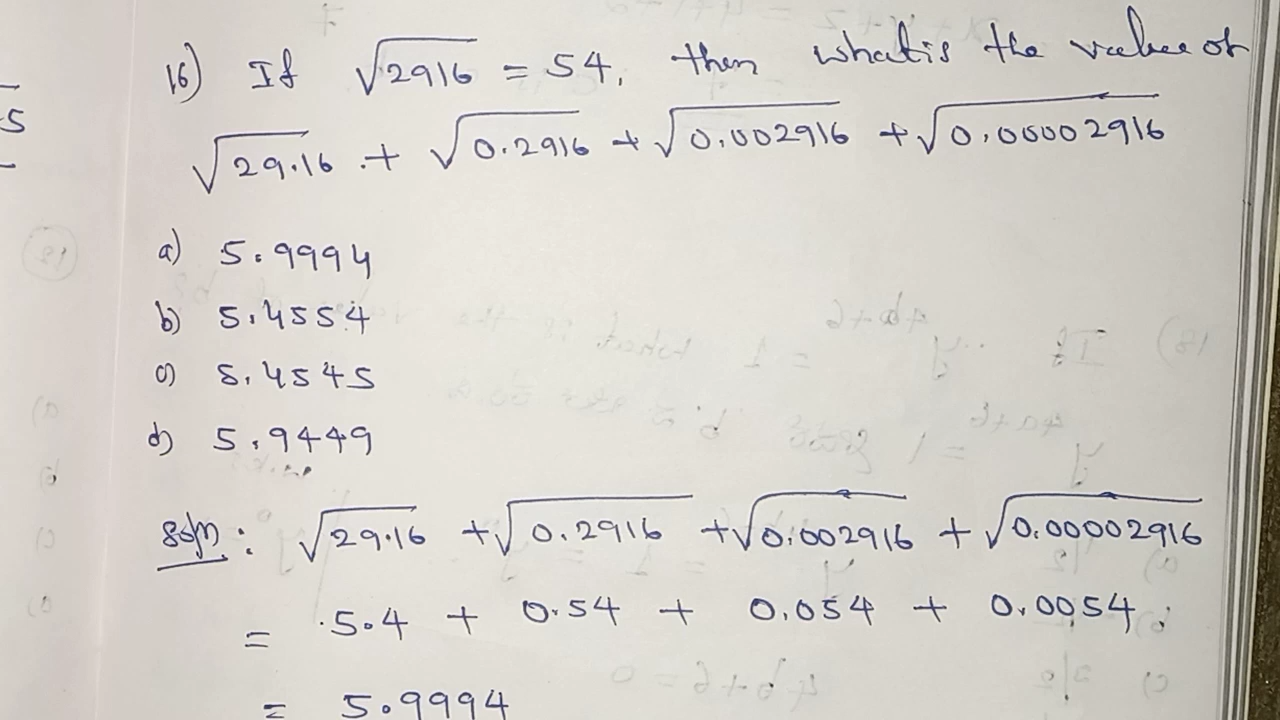 16) If √2916 = 54, then what is the value of
√29.16 + √0.2916 + √0.002916 + √0.00002916
a) 5.9994
b) 5.4554
c) 5.4545
d) 5.9449
Soln: √29.16 + √0.2916 + √0.002916 + √0.00002916
= 5.4 + 0.54 + 0.054 + 0.0054
= 5.9994